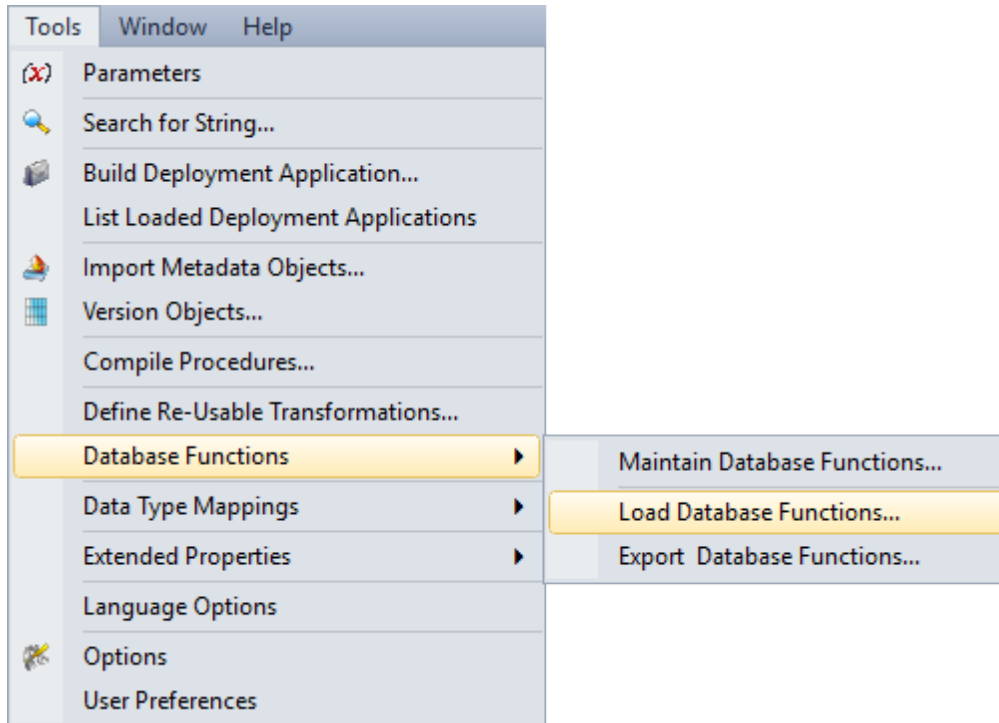 Tools Window Help
(x) Parameters
Search for String...
Build Deployment Application...
List Loaded Deployment Applications
Import Metadata Objects...
Version Objects...
Compile Procedures...
Define Re-Usable Transformations...
Database Functions
Maintain Database Functions...
Data Type Mappings
Load Database Functions...
Extended Properties
Export Database Functions...
Language Options
Options
User Preferences